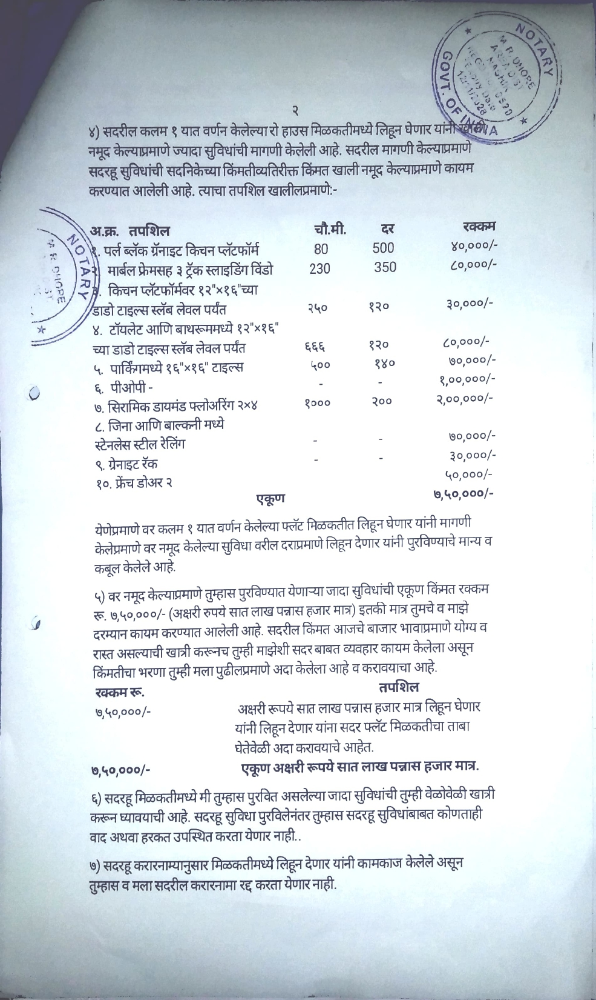 NOTARY
GOVT. OF INDIA
M R. DHORE
NASHIK
२
४) सदरील कलम १ यात वर्णन केलेल्या रो हाउस मिळकतीमध्ये लिहून घेणार यांनी
नमूद केल्याप्रमाणे ज्यादा सुविधांची मागणी केलेली आहे. सदरील मागणी केल्याप्रमाणे
सदरहू सुविधांची सदनिकेच्या किंमतीव्यतिरीक्त किंमत खाली नमूद केल्याप्रमाणे कायम
करण्यात आलेली आहे. त्याचा तपशिल खालीलप्रमाणे:-
अ.क्र. तपशिल चौ.मी. दर रक्कम
१. पर्ल ब्लॅक ग्रॅनाइट किचन प्लॅटफॉर्म 80 500 ४०,०००/-
मार्बल फ्रेमसह ३ ट्रॅक स्लाइडिंग विंडो 230 350 ८०,०००/-
३. किचन प्लॅटफॉर्मवर १२"×१६"च्या
डाडो टाइल्स स्लॅब लेवल पर्यंत २५० १२० ३०,०००/-
४. टॉयलेट आणि बाथरूममध्ये १२"×१६"
च्या डाडो टाइल्स स्लॅब लेवल पर्यंत ६६६ १२० ८०,०००/-
५. पार्किंगमध्ये १६"×१६" टाइल्स ५०० १४० ७०,०००/-
६. पीओपी - - - १,००,०००/-
७. सिरामिक डायमंड फ्लोअरिंग २×४ १००० २०० २,००,०००/-
८. जिना आणि बाल्कनी मध्ये
स्टेनलेस स्टील रेलिंग - - ७०,०००/-
९. ग्रेनाइट रॅक - - ३०,०००/-
१०. फ्रेंच डोअर २ ५०,०००/-
एकूण ७,५०,०००/-
येणेप्रमाणे वर कलम १ यात वर्णन केलेल्या फ्लॅट मिळकतीत लिहून घेणार यांनी मागणी
केलेप्रमाणे वर नमूद केलेल्या सुविधा वरील दराप्रमाणे लिहून देणार यांनी पुरविण्याचे मान्य व
कबूल केलेले आहे.
५) वर नमूद केल्याप्रमाणे तुम्हास पुरविण्यात येणाऱ्या जादा सुविधांची एकूण किंमत रक्कम
रू. ७,५०,०००/- (अक्षरी रुपये सात लाख पन्नास हजार मात्र) इतकी मात्र तुमचे व माझे
दरम्यान कायम करण्यात आलेली आहे. सदरील किंमत आजचे बाजार भावाप्रमाणे योग्य व
रास्त असल्याची खात्री करूनच तुम्ही माझेशी सदर बाबत व्यवहार कायम केलेला असून
किंमतीचा भरणा तुम्ही मला पुढीलप्रमाणे अदा केलेला आहे व करावयाचा आहे.
रक्कम रू. तपशिल
७,५०,०००/- अक्षरी रूपये सात लाख पन्नास हजार मात्र लिहून घेणार
यांनी लिहून देणार यांना सदर फ्लॅट मिळकतीचा ताबा
घेतेवेळी अदा करावयाचे आहेत.
७,५०,०००/- एकूण अक्षरी रूपये सात लाख पन्नास हजार मात्र.
६) सदरहू मिळकतीमध्ये मी तुम्हास पुरवित असलेल्या जादा सुविधांची तुम्ही वेळोवेळी खात्री
करून घ्यावयाची आहे. सदरहू सुविधा पुरविलेनंतर तुम्हास सदरहू सुविधांबाबत कोणताही
वाद अथवा हरकत उपस्थित करता येणार नाही..
७) सदरहू करारनाम्यानुसार मिळकतीमध्ये लिहून देणार यांनी कामकाज केलेले असून
तुम्हास व मला सदरील करारनामा रद्द करता येणार नाही.
NOTARY
M R. DHORE